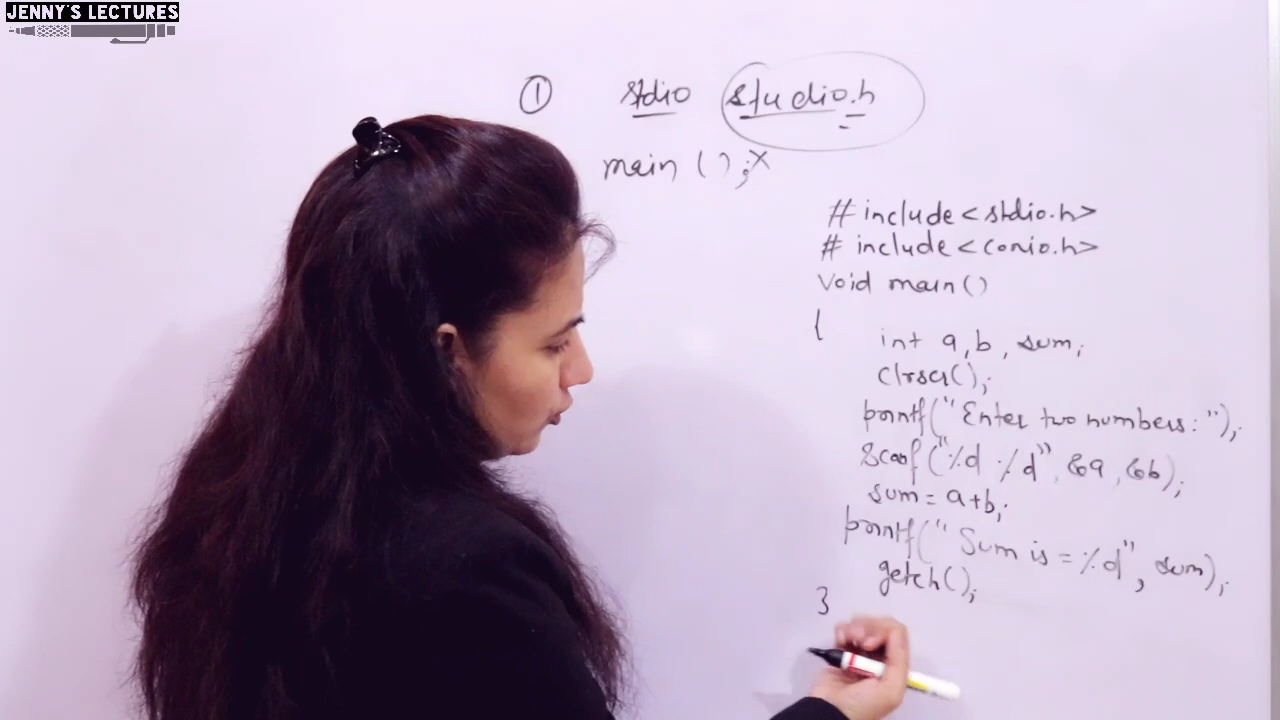 JENNY'S LECTURES
① stdio studio.h
main ( ) ; x
# include < stdio.h >
# include < conio.h >
void main ( )
{
int a, b, sum;
clrscr( );
printf("Enter two numbers : ");
scanf("%d %d", &a, &b);
sum = a+b;
printf("Sum is = %d", sum);
getch( );
}